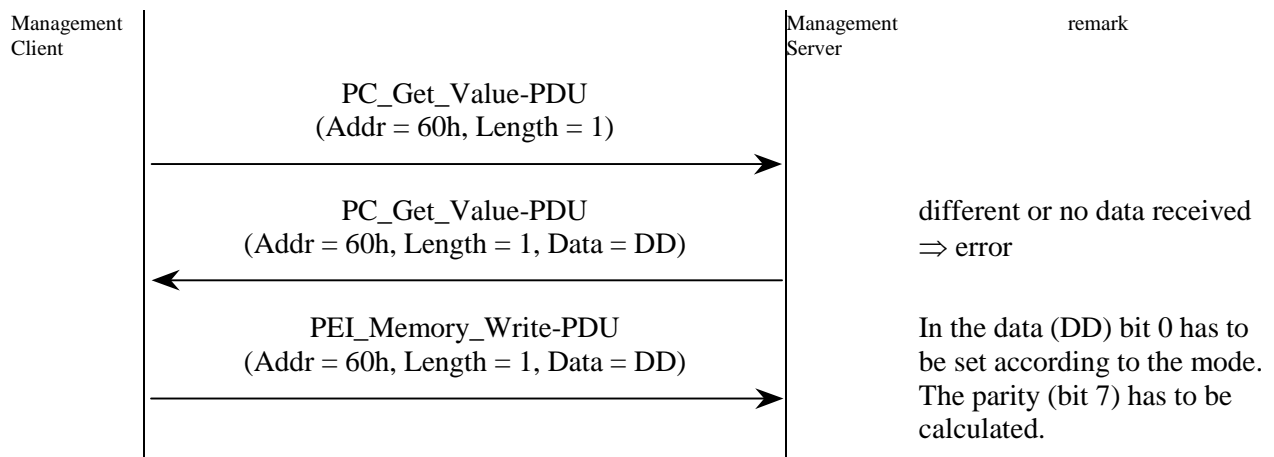 Management
Client
Management
Server
remark
PC_Get_Value-PDU
(Addr = 60h, Length = 1)
PC_Get_Value-PDU
(Addr = 60h, Length = 1, Data = DD)
different or no data received
⇒ error
PEI_Memory_Write-PDU
(Addr = 60h, Length = 1, Data = DD)
In the data (DD) bit 0 has to
be set according to the mode.
The parity (bit 7) has to be
calculated.